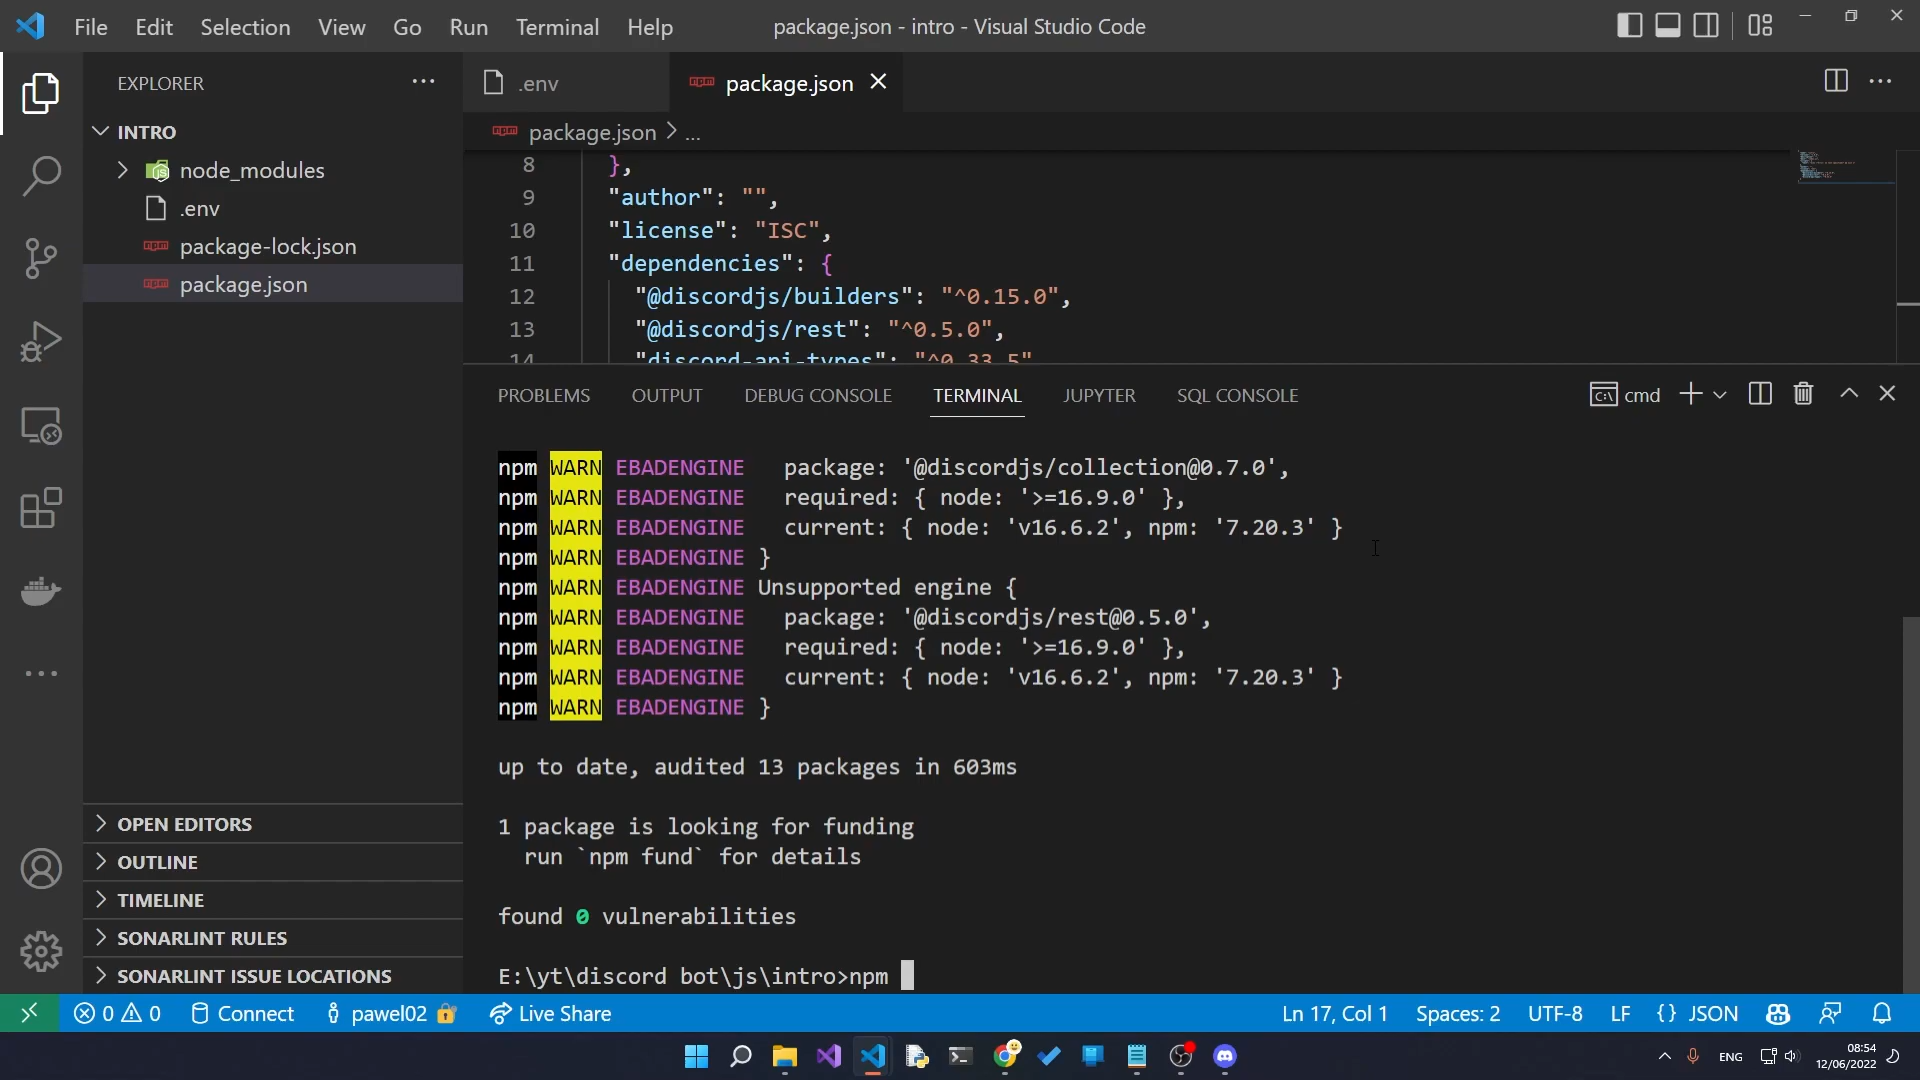 File Edit Selection View Go Run Terminal Help
package.json - intro - Visual Studio Code
EXPLORER
INTRO
node_modules
.env
package-lock.json
package.json
OPEN EDITORS
OUTLINE
TIMELINE
SONARLINT RULES
SONARLINT ISSUE LOCATIONS
.env
package.json
package.json > ...
8 },
9 "author": "",
10 "license": "ISC",
11 "dependencies": {
12 "@discordjs/builders": "^0.15.0",
13 "@discordjs/rest": "^0.5.0",
14 "discord-api-types": "^0.33.5"
PROBLEMS OUTPUT DEBUG CONSOLE TERMINAL JUPYTER SQL CONSOLE
cmd
npm WARN EBADENGINE   package: '@discordjs/collection@0.7.0',
npm WARN EBADENGINE   required: { node: '>=16.9.0' },
npm WARN EBADENGINE   current: { node: 'v16.6.2', npm: '7.20.3' }
npm WARN EBADENGINE }
npm WARN EBADENGINE Unsupported engine {
npm WARN EBADENGINE   package: '@discordjs/rest@0.5.0',
npm WARN EBADENGINE   required: { node: '>=16.9.0' },
npm WARN EBADENGINE   current: { node: 'v16.6.2', npm: '7.20.3' }
npm WARN EBADENGINE }
up to date, audited 13 packages in 603ms
1 package is looking for funding
run `npm fund` for details
found 0 vulnerabilities
E:\yt\discord bot\js\intro>npm
0 0 Connect pawel02 Live Share
Ln 17, Col 1 Spaces: 2 UTF-8 LF {} JSON
ENG
08:54
12/06/2022